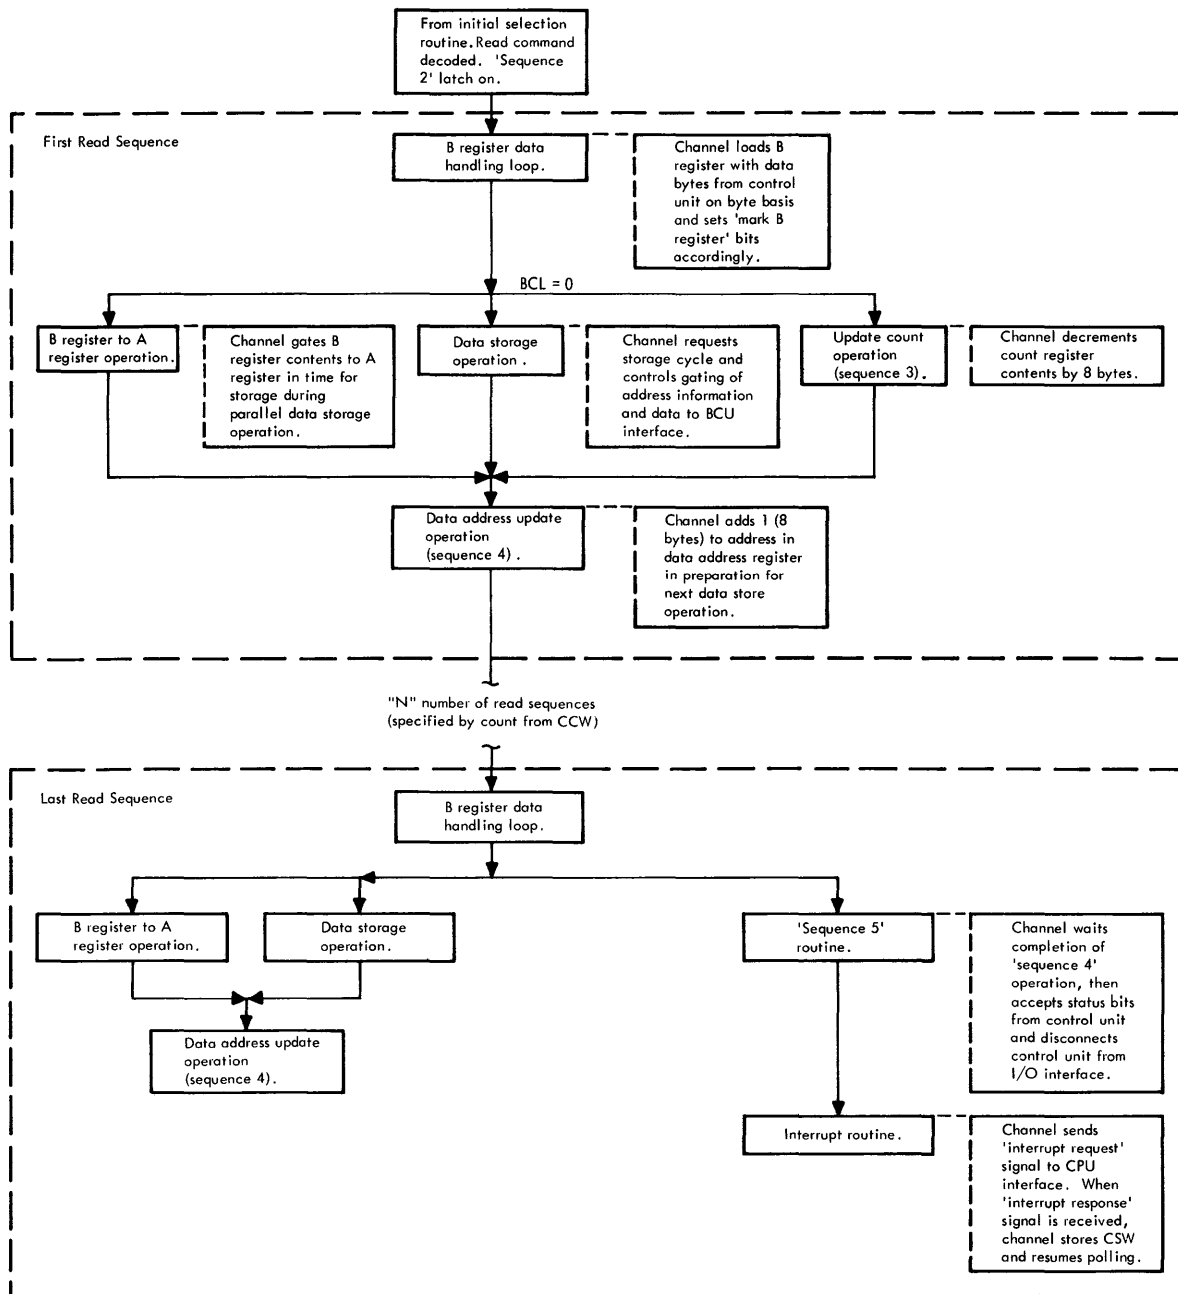 From initial selection
routine. Read command
decoded. 'Sequence
2' latch on.
First Read Sequence
B register data
handling loop.
Channel loads B
register with data
bytes from control
unit on byte basis
and sets 'mark B
register' bits
accordingly.
BCL = 0
B register to A
register operation.
Channel gates B
register contents to A
register in time for
storage during
parallel data storage
operation.
Data storage
operation.
Channel requests
storage cycle and
controls gating of
address information
and data to BCU
interface.
Update count
operation
(sequence 3).
Channel decrements
count register
contents by 8 bytes.
Data address update
operation
(sequence 4).
Channel adds 1 (8
bytes) to address in
data address register
in preparation for
next data store
operation.
"N" number of read sequences
(specified by count from CCW)
Last Read Sequence
B register data
handling loop.
B register to A
register operation.
Data storage
operation.
'Sequence 5'
routine.
Channel waits
completion of
'sequence 4'
operation, then
accepts status bits
from control unit
and disconnects
control unit from
I/O interface.
Data address update
operation
(sequence 4).
Interrupt routine.
Channel sends
'interrupt request'
signal to CPU
interface. When
'interrupt response'
signal is received,
channel stores CSW
and resumes polling.